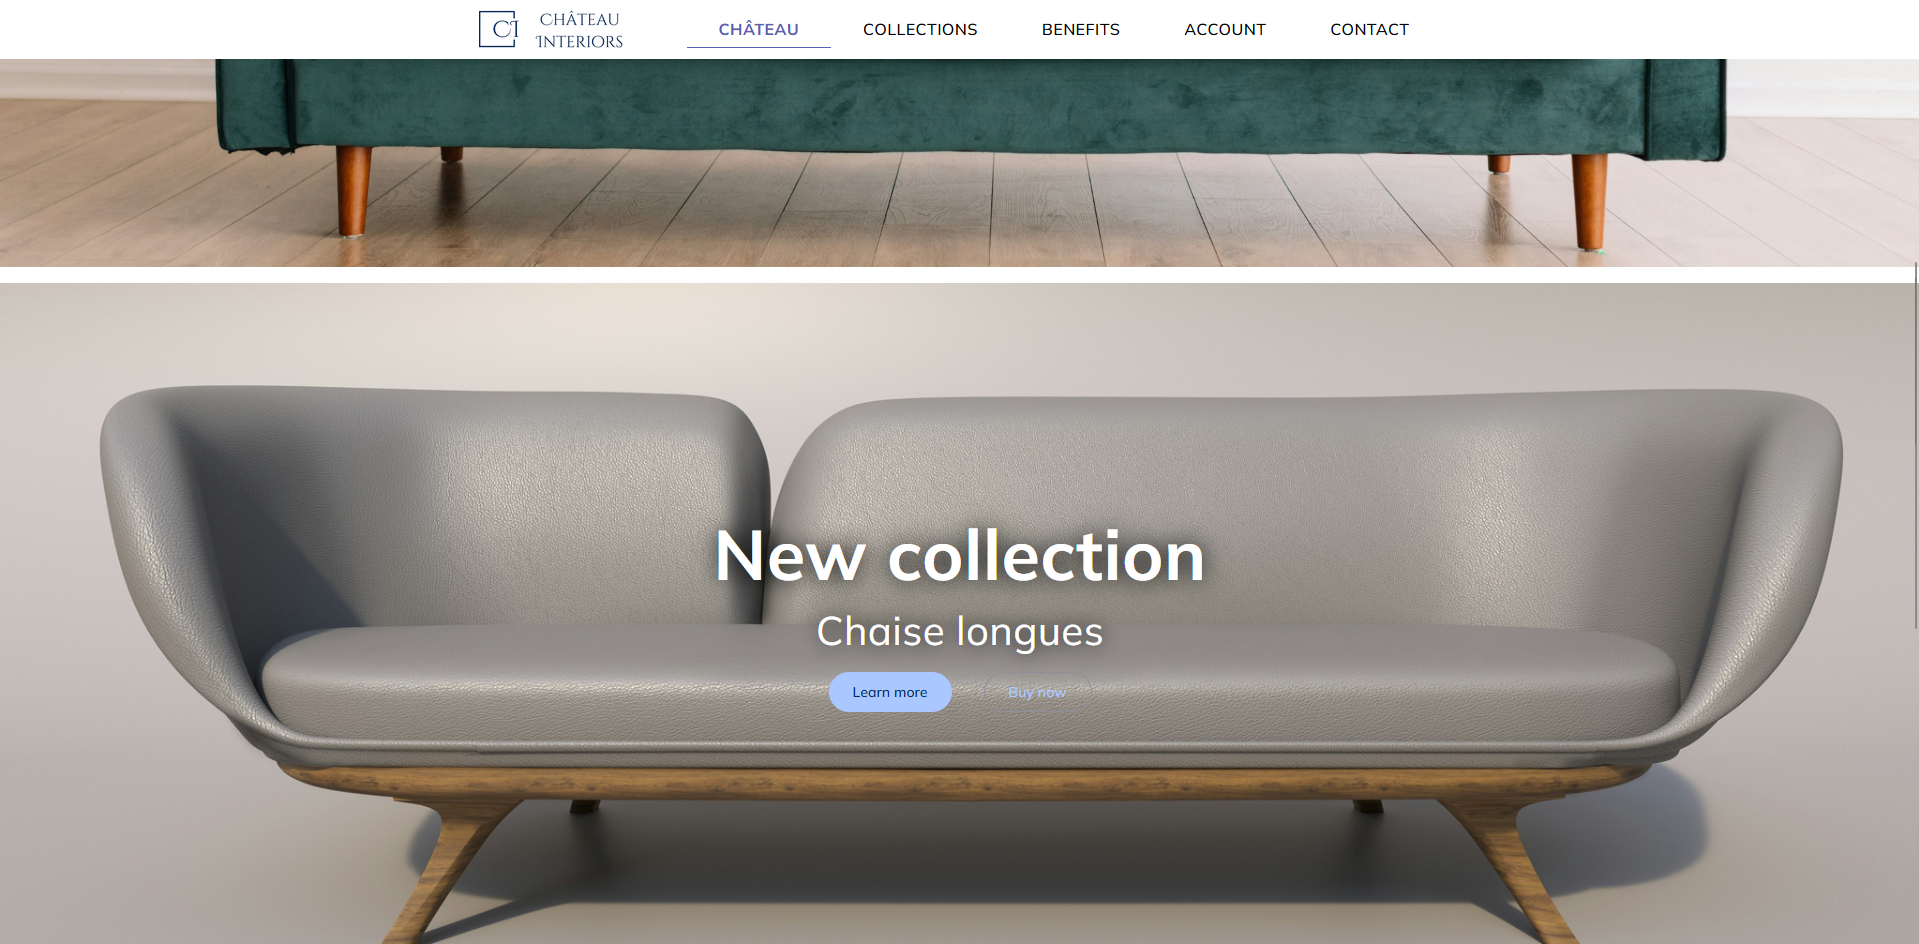 CI
CHÂTEAU
INTERIORS
CHÂTEAU
COLLECTIONS
BENEFITS
ACCOUNT
CONTACT
New collection
Chaise longues
Learn more
Buy now